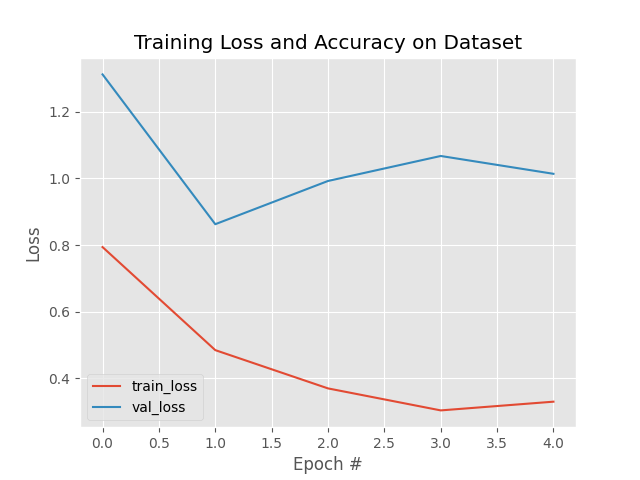 Training Loss and Accuracy on Dataset
1.2
1.0
0.8
0.6
0.4
Loss
train_loss
val_loss
0.0 0.5 1.0 1.5 2.0 2.5 3.0 3.5 4.0
Epoch #